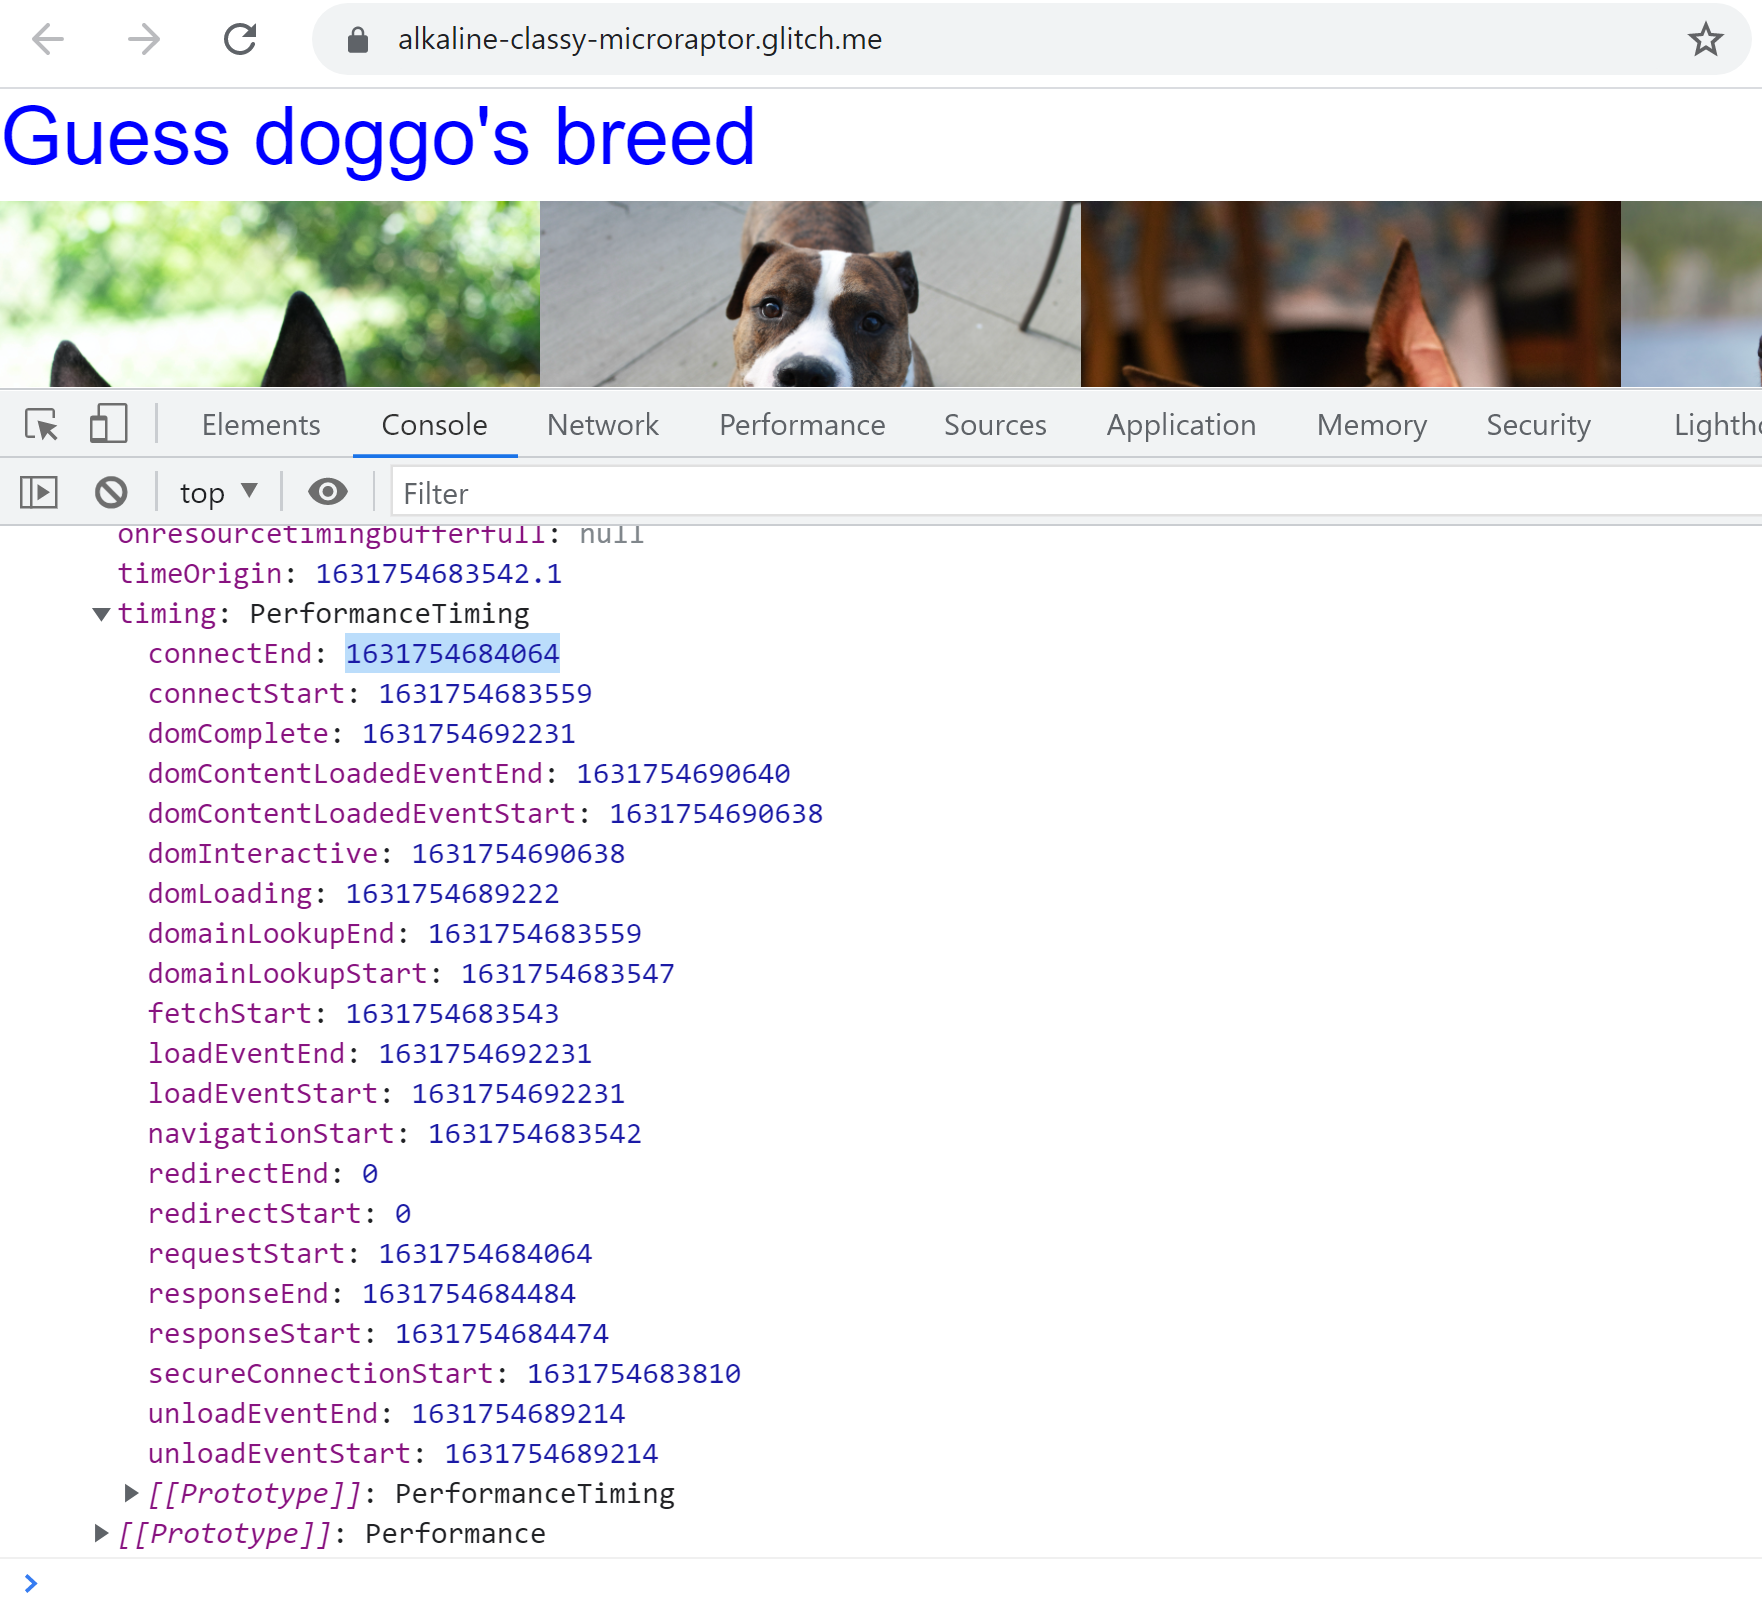 alkaline-classy-microraptor.glitch.me
Guess doggo's breed
Elements Console Network Performance Sources Application Memory Security Lightho
top Filter
onresourcetimingbufferfull: null
timeOrigin: 1631754683542.1
timing: PerformanceTiming
connectEnd: 1631754684064
connectStart: 1631754683559
domComplete: 1631754692231
domContentLoadedEventEnd: 1631754690640
domContentLoadedEventStart: 1631754690638
domInteractive: 1631754690638
domLoading: 1631754689222
domainLookupEnd: 1631754683559
domainLookupStart: 1631754683547
fetchStart: 1631754683543
loadEventEnd: 1631754692231
loadEventStart: 1631754692231
navigationStart: 1631754683542
redirectEnd: 0
redirectStart: 0
requestStart: 1631754684064
responseEnd: 1631754684484
responseStart: 1631754684474
secureConnectionStart: 1631754683810
unloadEventEnd: 1631754689214
unloadEventStart: 1631754689214
[[Prototype]]: PerformanceTiming
[[Prototype]]: Performance